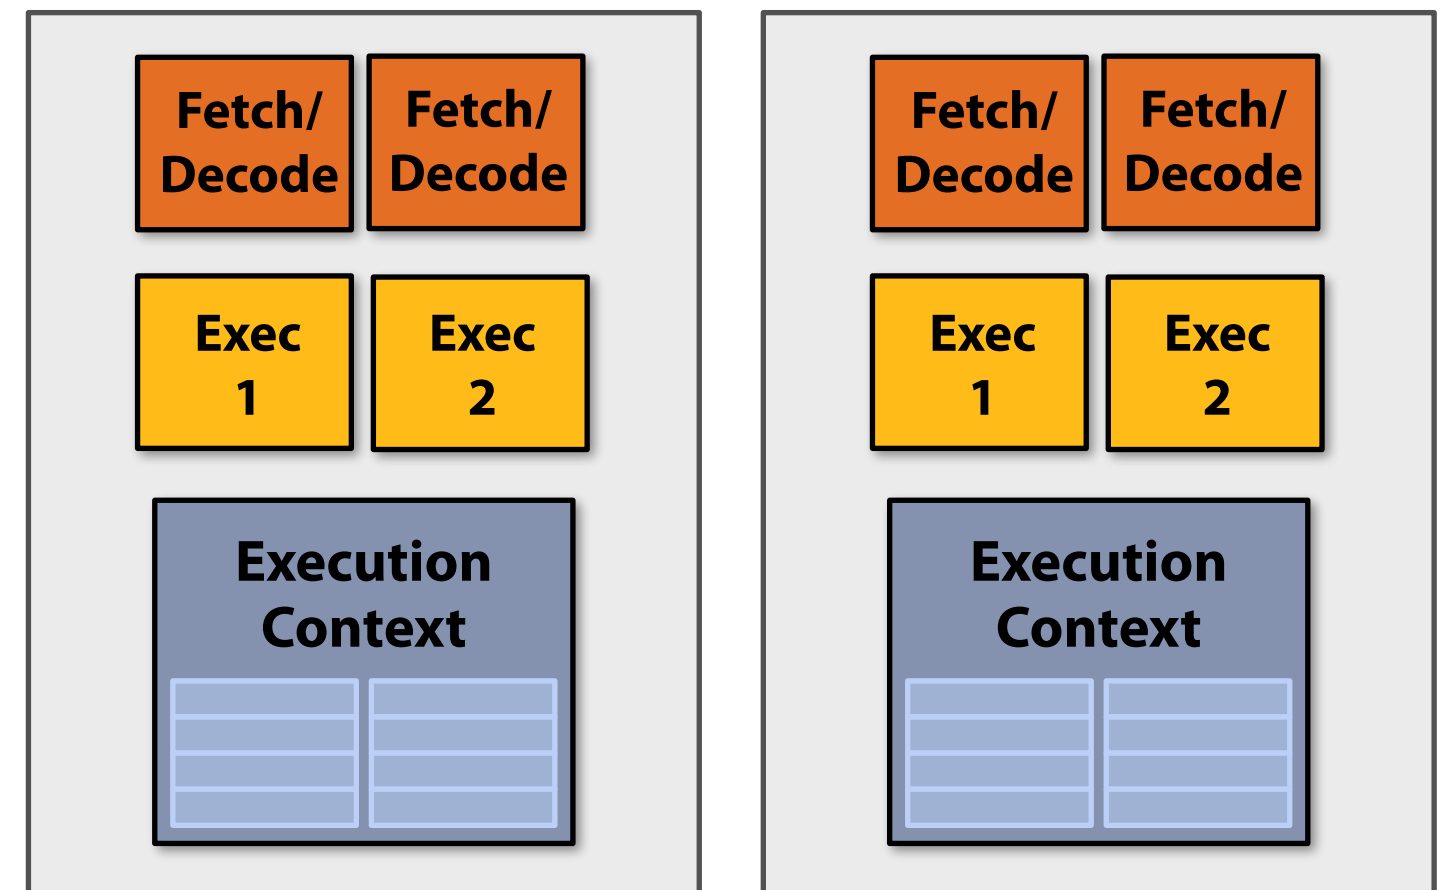 Fetch/
Decode
Fetch/
Decode
Exec
1
Exec
2
Execution
Context
Fetch/
Decode
Fetch/
Decode
Exec
1
Exec
2
Execution
Context